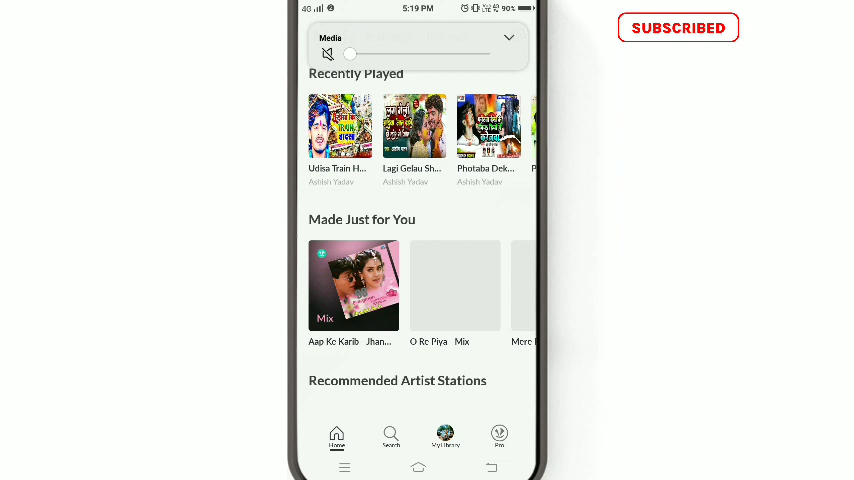 SUBSCRIBED
4G 5:19 PM 90%
Media
Recently Played
Udisa Train H... Lagi Gelau Sh... Photaba Dek... P
Ashish Yadav Ashish Yadav Ashish Yadav
Made Just for You
Mix
Aap Ke Karib Jhan... O Re Piya Mix Mere
Recommended Artist Stations
Home Search My Library Pro